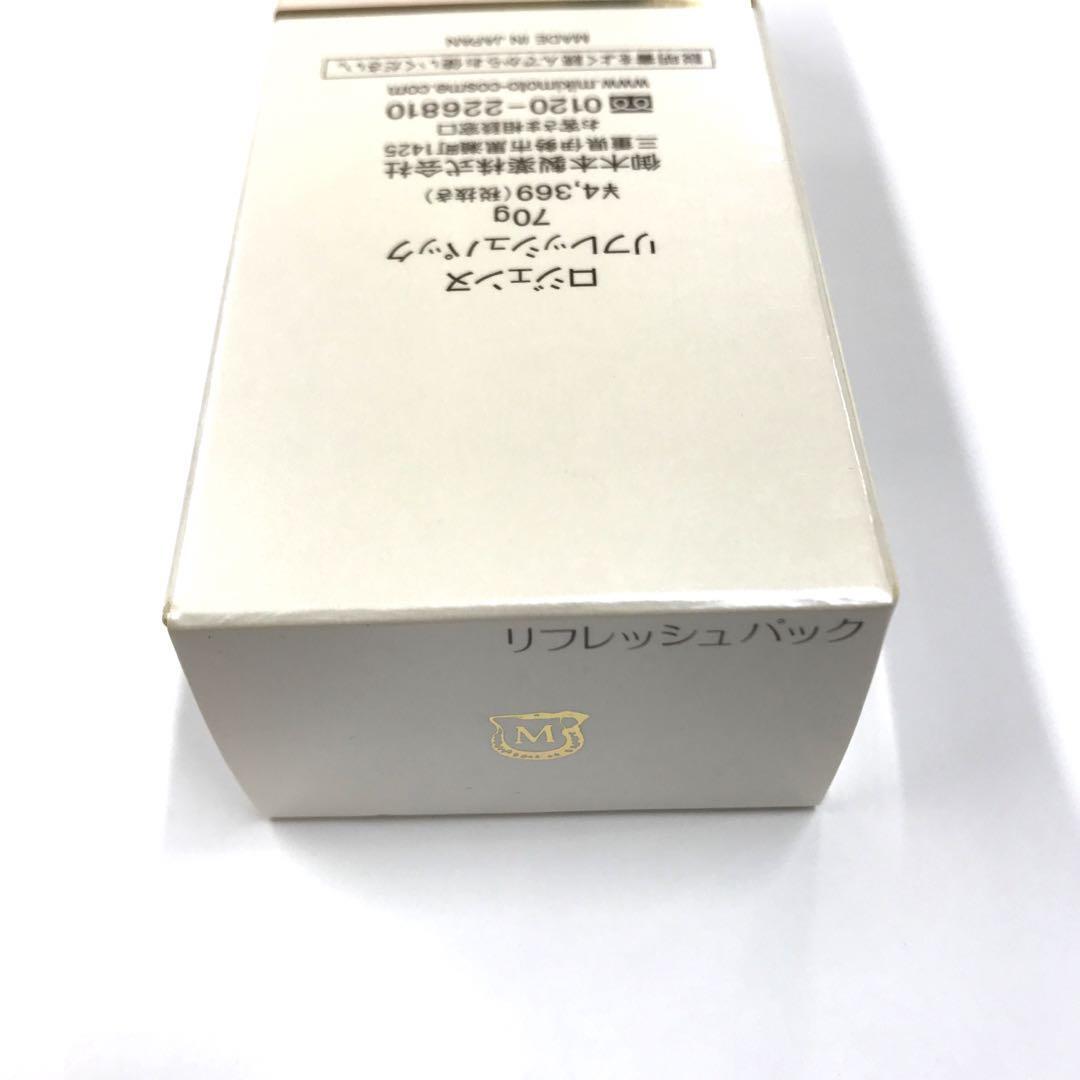 ロジェンヌ
リフレッシュパック
70g
¥4,369(税抜き)
御木本製薬株式会社
三重県伊勢市黒瀬町1425
お客さま相談窓口
0120-226810
www.mikimoto-cosme.com
説明書をよく読んでからお使いください
MADE IN JAPAN
リフレッシュパック
M